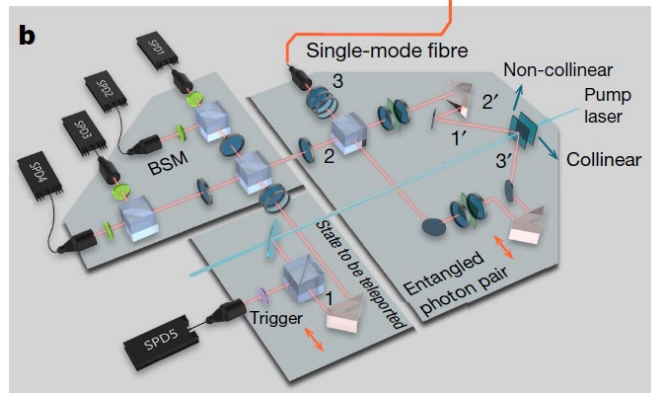 b
SPD1
SPD2
SPD3
SPD4
BSM
Single-mode fibre
3
2
Non-collinear
2′
Pump
laser
1′
3′
Collinear
State to be teleported
1
Trigger
SPD5
Entangled
photon pair